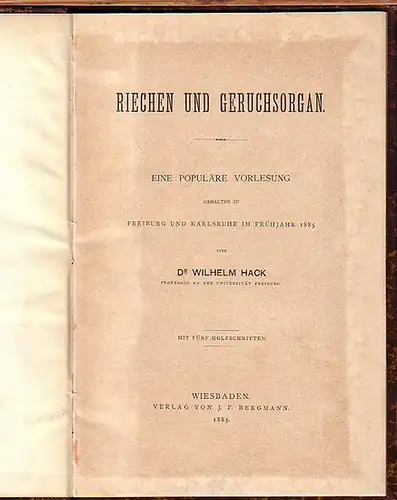 RIECHEN UND GERUCHSORGAN.
EINE POPULÄRE VORLESUNG
GEHALTEN ZU
FREIBURG UND KARLSRUHE IM FRÜHJAHR 1885
VON
DR WILHELM HACK
PROFESSOR AN DER UNIVERSITÄT FREIBURG.
MIT FÜNF HOLZSCHNITTEN.
WIESBADEN.
VERLAG VON J. F. BERGMANN.
1885.